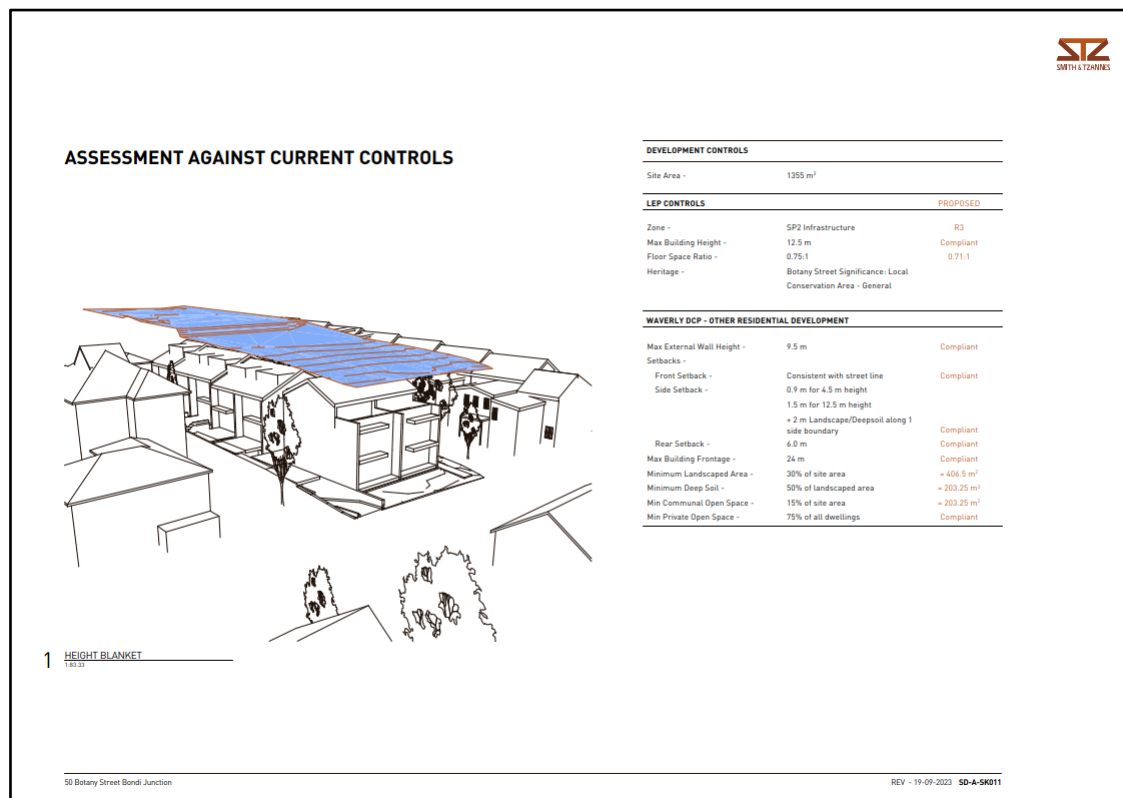 STZ
SMITH & TZANNES
ASSESSMENT AGAINST CURRENT CONTROLS
1 HEIGHT BLANKET
1:83.33
DEVELOPMENT CONTROLS
Site Area - 1355 m²
LEP CONTROLS PROPOSED
Zone - SP2 Infrastructure R3
Max Building Height - 12.5 m Compliant
Floor Space Ratio - 0.75:1 0.71:1
Heritage - Botany Street Significance: Local
Conservation Area - General
WAVERLY DCP - OTHER RESIDENTIAL DEVELOPMENT
Max External Wall Height - 9.5 m Compliant
Setbacks -
Front Setback - Consistent with street line Compliant
Side Setback - 0.9 m for 4.5 m height
1.5 m for 12.5 m height
+ 2 m Landscape/Deepsoil along 1
side boundary Compliant
Rear Setback - 6.0 m Compliant
Max Building Frontage - 24 m Compliant
Minimum Landscaped Area - 30% of site area = 406.5 m²
Minimum Deep Soil - 50% of landscaped area = 203.25 m²
Min Communal Open Space - 15% of site area = 203.25 m²
Min Private Open Space - 75% of all dwellings Compliant
50 Botany Street Bondi Junction
REV - 19-09-2023 SD-A-SK011